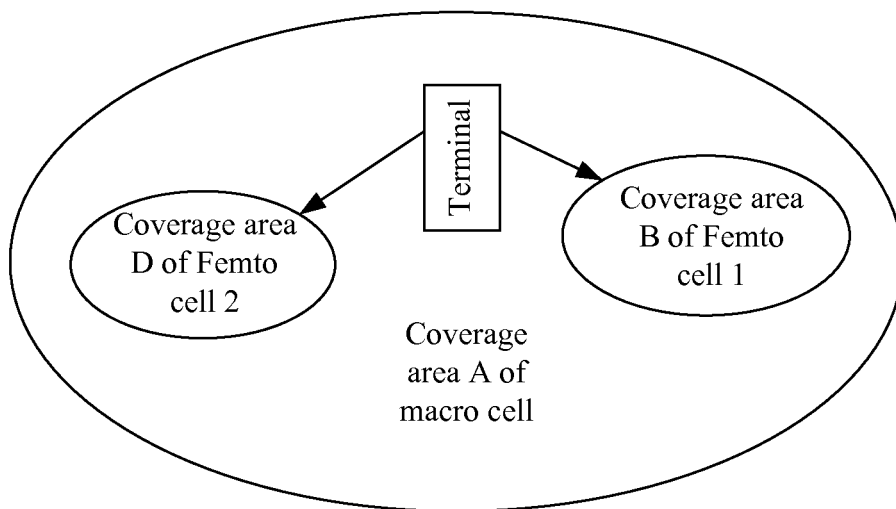 Terminal
Coverage area
D of Femto
cell 2
Coverage area
B of Femto
cell 1
Coverage
area A of
macro cell